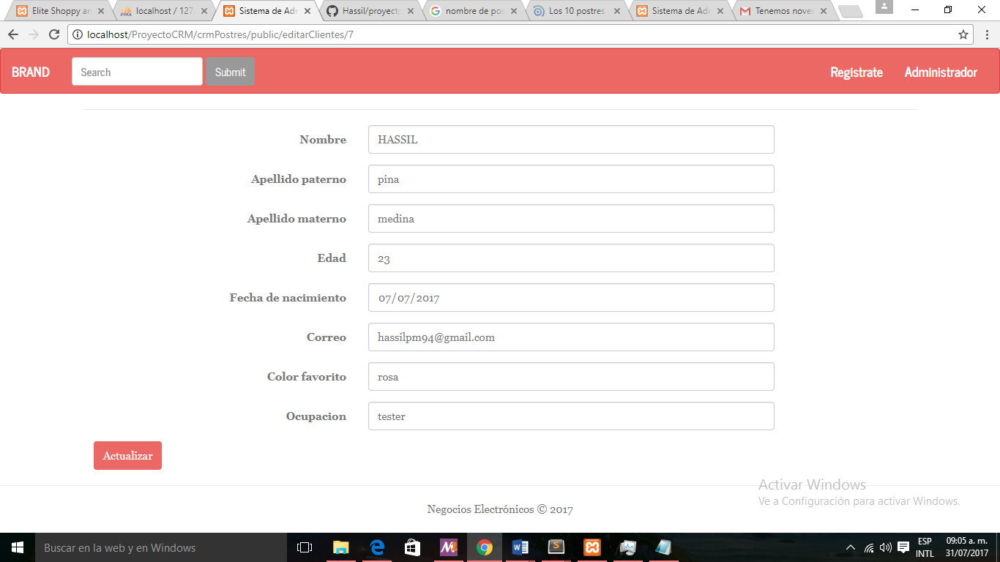 Elite Shoppy an
localhost / 127
Sistema de Adm
Hassil/proyecto
nombre de pos
Los 10 postres
Sistema de Adm
Tenemos noved
localhost/ProyectoCRM/crmPostres/public/editarClientes/7
BRAND
Search
Submit
Registrate
Administrador
Nombre
HASSIL
Apellido paterno
pina
Apellido materno
medina
Edad
23
Fecha de nacimiento
07/07/2017
Correo
hassilpm94@gmail.com
Color favorito
rosa
Ocupacion
tester
Actualizar
Activar Windows
Ve a Configuración para activar Windows.
Negocios Electrónicos © 2017
Buscar en la web y en Windows
ESP
INTL
09:05 a. m.
31/07/2017